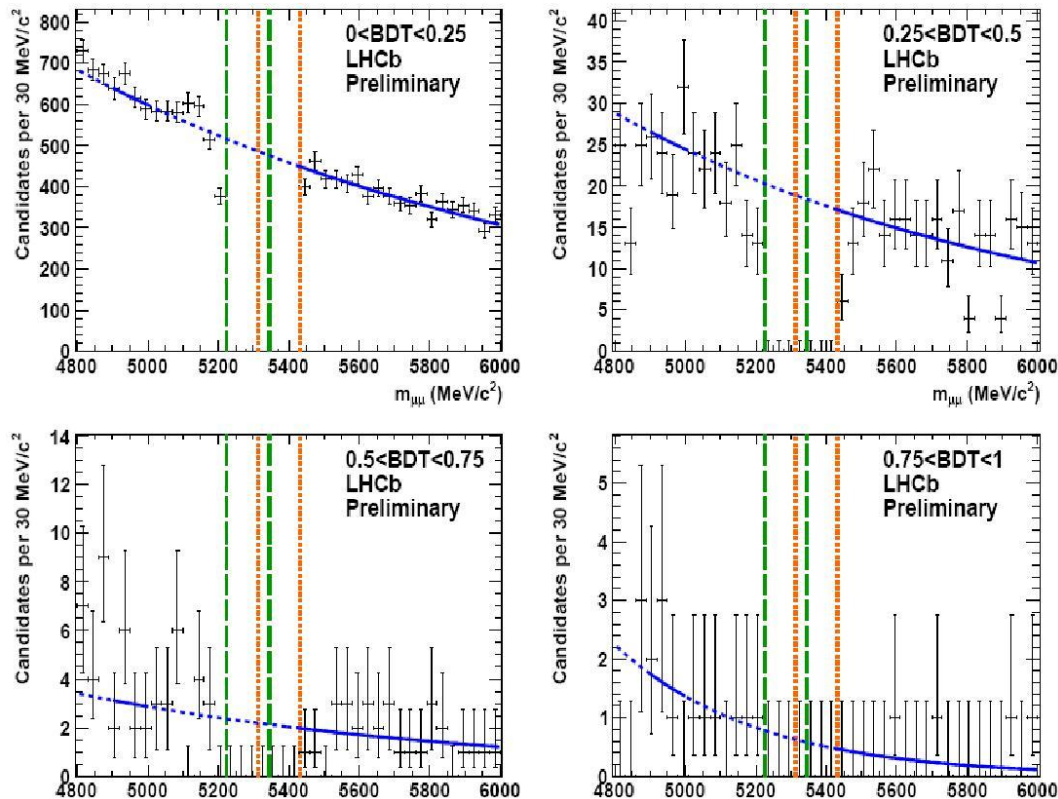 Candidates per 30 MeV/c²
800
700
600
500
400
300
200
100
0
0<BDT<0.25
LHCb
Preliminary
4800 5000 5200 5400 5600 5800 6000
mμμ (MeV/c²)
Candidates per 30 MeV/c²
40
35
30
25
20
15
10
5
0
0.25<BDT<0.5
LHCb
Preliminary
4800 5000 5200 5400 5600 5800 6000
mμμ (MeV/c²)
Candidates per 30 MeV/c²
14
12
10
8
6
4
2
0
0.5<BDT<0.75
LHCb
Preliminary
4800 5000 5200 5400 5600 5800 6000
Candidates per 30 MeV/c²
5
4
3
2
1
0
0.75<BDT<1
LHCb
Preliminary
4800 5000 5200 5400 5600 5800 6000